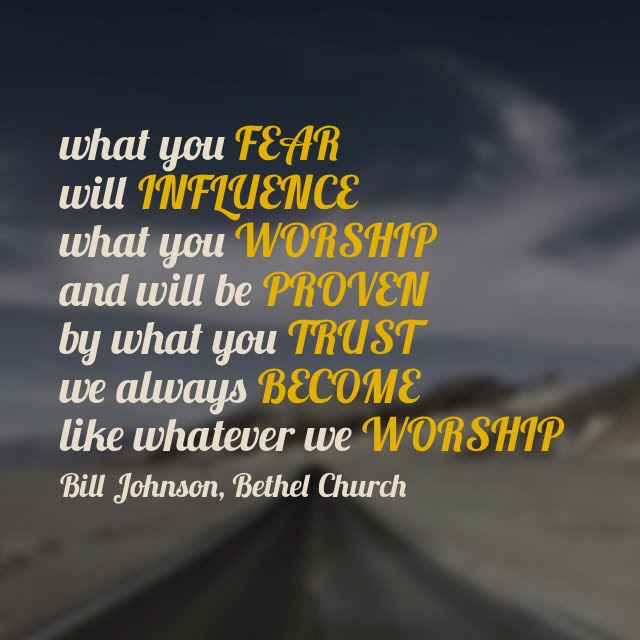 what you FEAR
will INFLUENCE
what you WORSHIP
and will be PROVEN
by what you TRUST
we always BECOME
like whatever we WORSHIP
Bill Johnson, Bethel Church